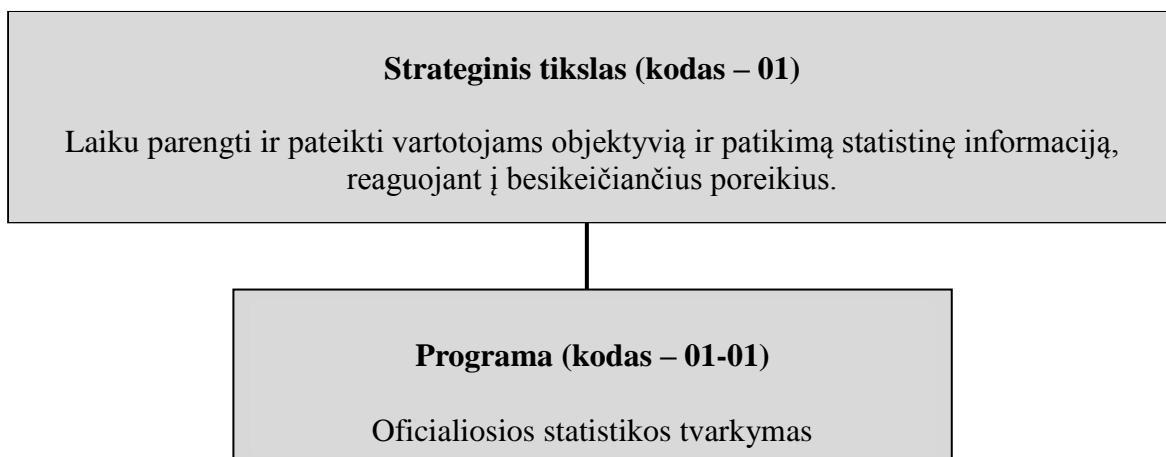 Strateginis tikslas (kodas – 01)
Laiku parengti ir pateikti vartotojams objektyvią ir patikimą statistinę informaciją,
reaguojant į besikeičiančius poreikius.
Programa (kodas – 01-01)
Oficialiosios statistikos tvarkymas